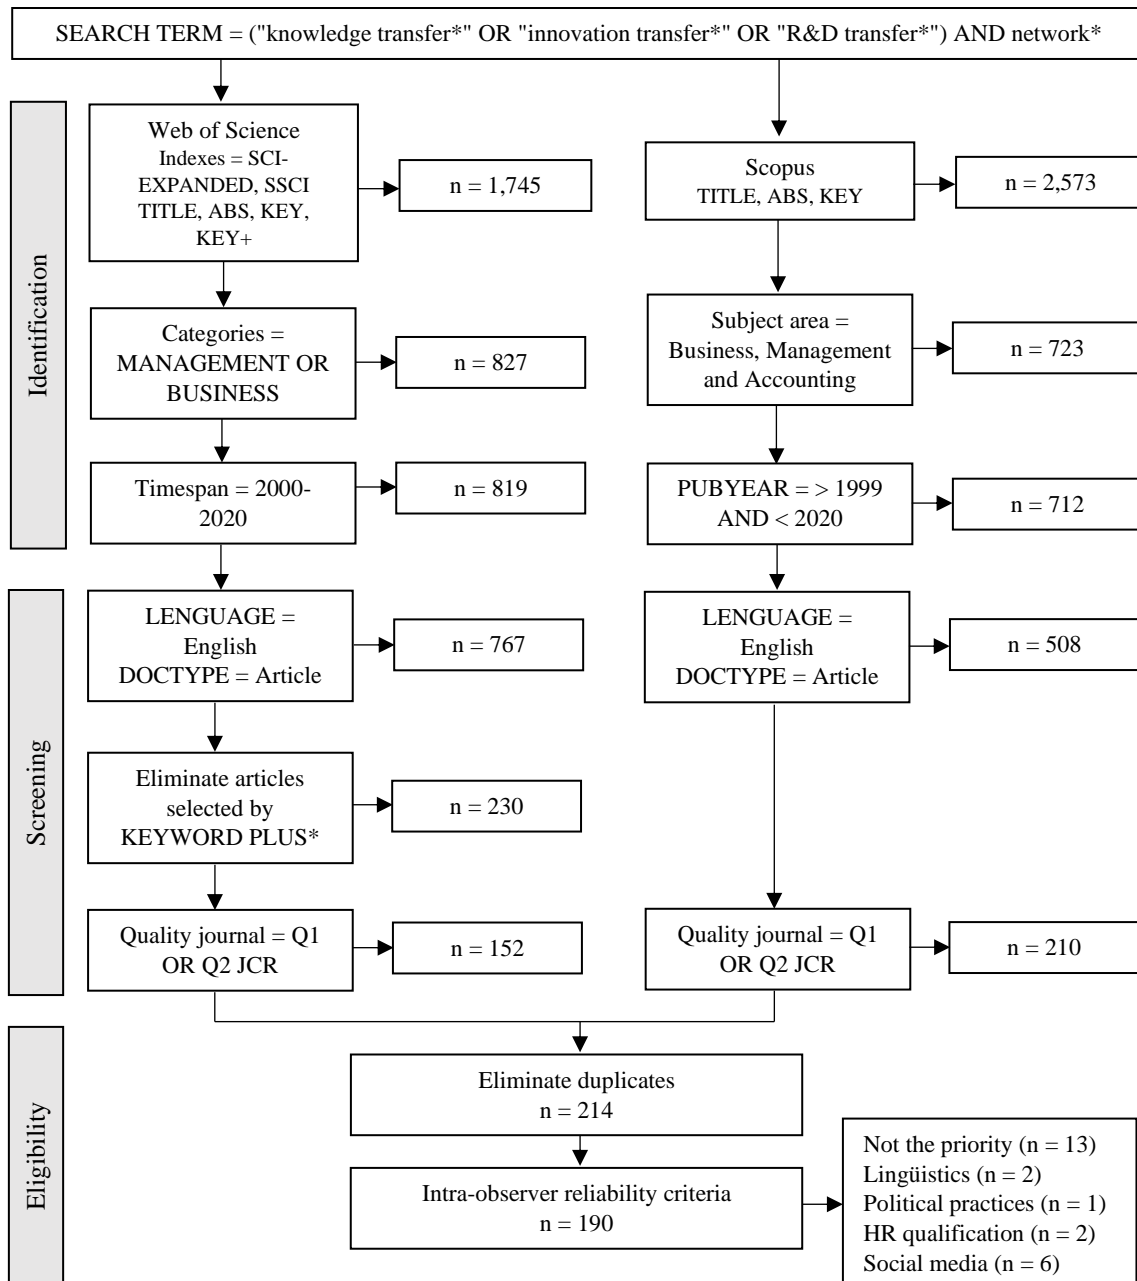 SEARCH TERM = ("knowledge transfer*" OR "innovation transfer*" OR "R&D transfer*") AND network*
Identification
Web of Science
Indexes = SCI-
EXPANDED, SSCI
TITLE, ABS, KEY,
KEY+
n = 1,745
Scopus
TITLE, ABS, KEY
n = 2,573
Categories =
MANAGEMENT OR
BUSINESS
n = 827
Subject area =
Business, Management
and Accounting
n = 723
Timespan = 2000-
2020
n = 819
PUBYEAR = > 1999
AND < 2020
n = 712
Screening
LENGUAGE =
English
DOCTYPE = Article
n = 767
LENGUAGE =
English
DOCTYPE = Article
n = 508
Eliminate articles
selected by
KEYWORD PLUS*
n = 230
Quality journal = Q1
OR Q2 JCR
n = 152
Quality journal = Q1
OR Q2 JCR
n = 210
Eligibility
Eliminate duplicates
n = 214
Intra-observer reliability criteria
n = 190
Not the priority (n = 13)
Lingüistics (n = 2)
Political practices (n = 1)
HR qualification (n = 2)
Social media (n = 6)